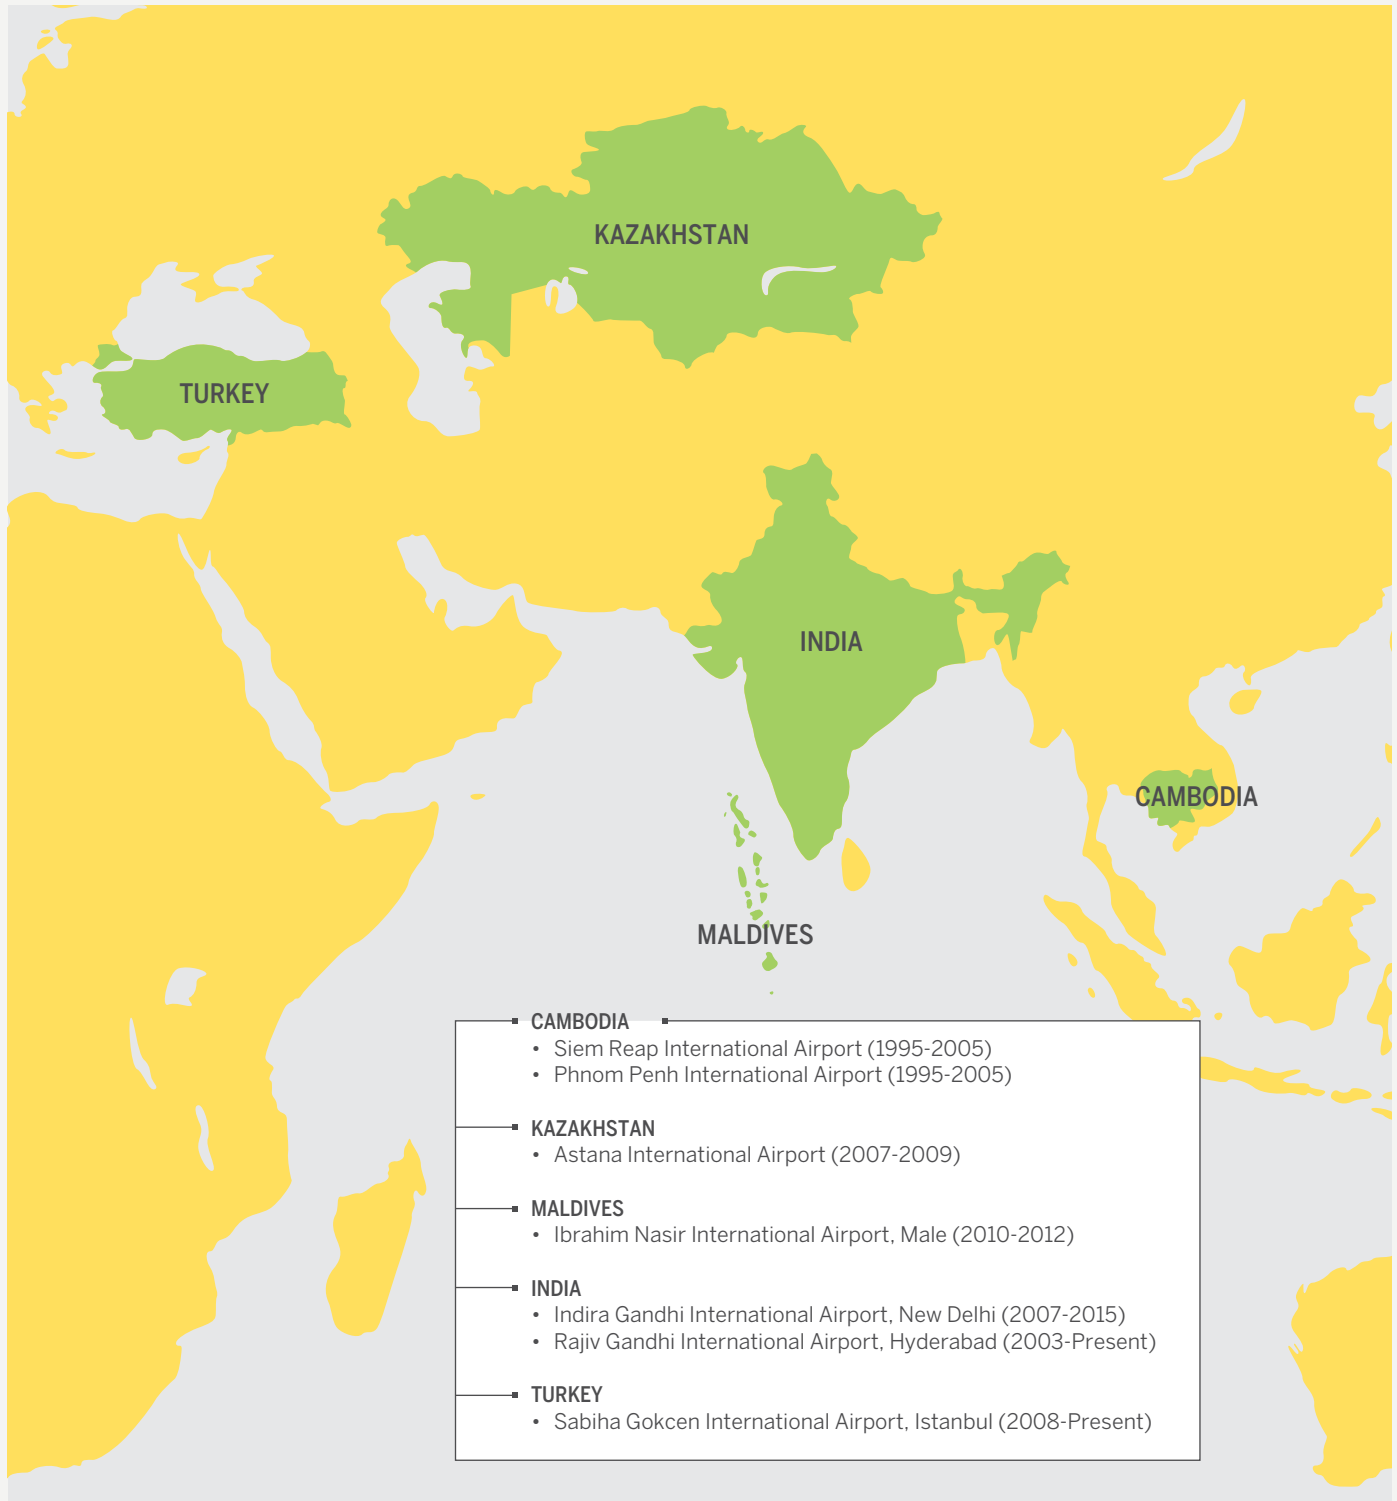 KAZAKHSTAN
TURKEY
INDIA
CAMBODIA
MALDIVES
CAMBODIA
• Siem Reap International Airport (1995-2005)
• Phnom Penh International Airport (1995-2005)
KAZAKHSTAN
• Astana International Airport (2007-2009)
MALDIVES
• Ibrahim Nasir International Airport, Male (2010-2012)
INDIA
• Indira Gandhi International Airport, New Delhi (2007-2015)
• Rajiv Gandhi International Airport, Hyderabad (2003-Present)
TURKEY
• Sabiha Gokcen International Airport, Istanbul (2008-Present)